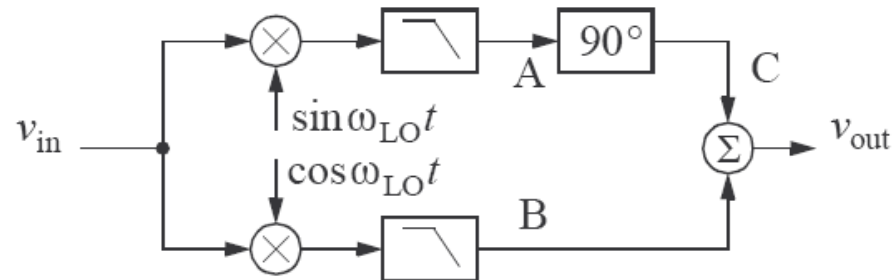 90°
A
C
sin ω_LO t
v_in
Σ
v_out
cos ω_LO t
B